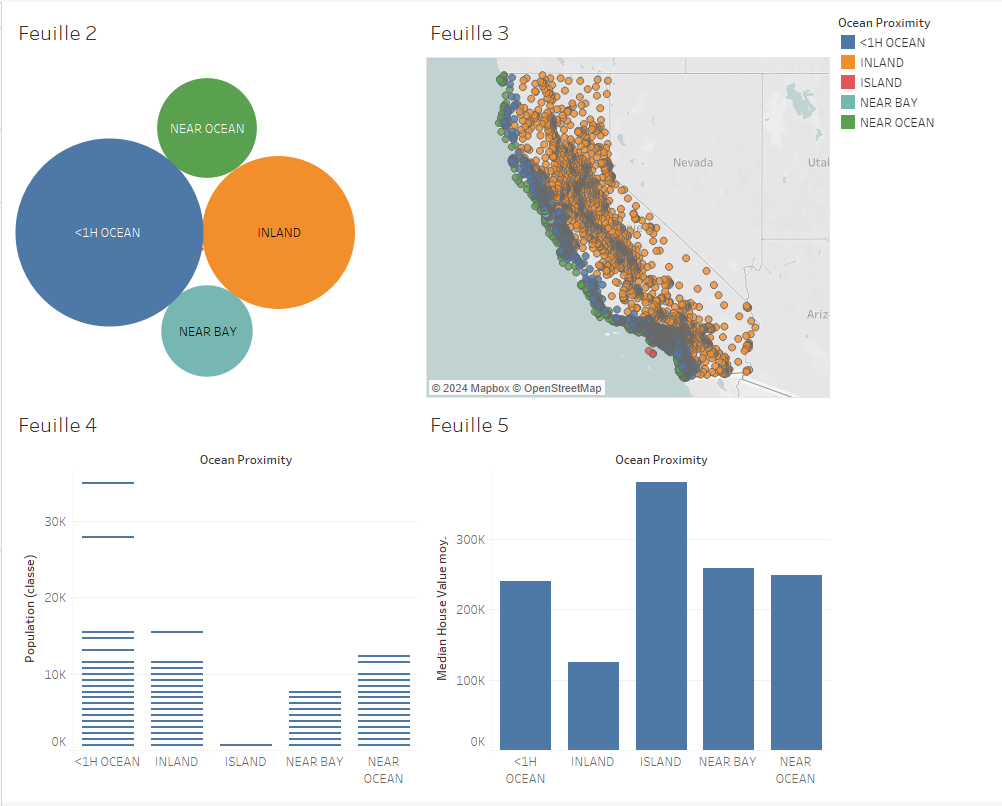 Feuille 2
NEAR OCEAN
<1H OCEAN
INLAND
NEAR BAY
Feuille 3
Nevada
Utal
Ariz
© 2024 Mapbox © OpenStreetMap
Ocean Proximity
<1H OCEAN
INLAND
ISLAND
NEAR BAY
NEAR OCEAN
Feuille 4
Ocean Proximity
Population (classe)
30K
20K
10K
0K
<1H OCEAN
INLAND
ISLAND
NEAR BAY
NEAR
OCEAN
Feuille 5
Ocean Proximity
Median House Value moy.
300K
200K
100K
0K
<1H
OCEAN
INLAND
ISLAND
NEAR BAY
NEAR
OCEAN